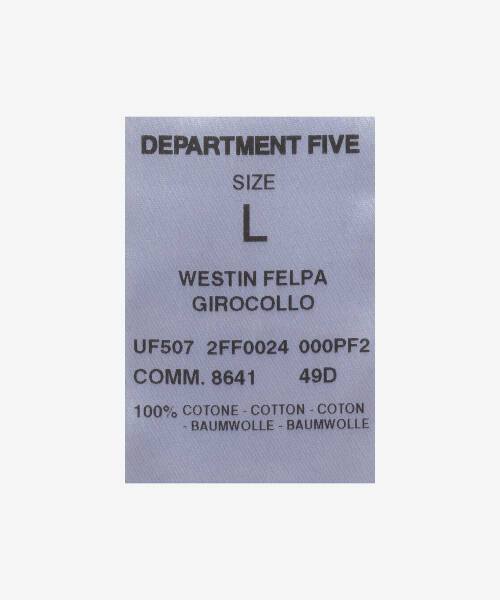 DEPARTMENT FIVE
SIZE
L
WESTIN FELPA
GIROCOLLO
UF507 2FF0024 000PF2
COMM. 8641 49D
100% COTONE - COTTON - COTON
- BAUMWOLLE - BAUMWOLLE